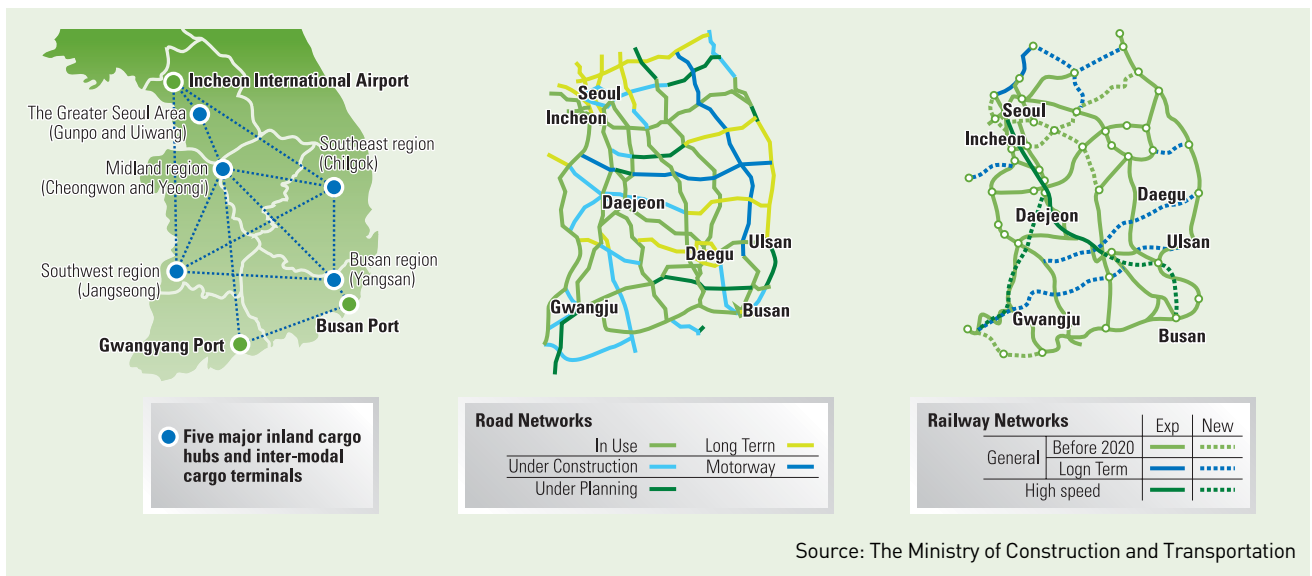 Incheon International Airport
The Greater Seoul Area
(Gunpo and Uiwang)
Southeast region
(Chilgok)
Midland region
(Cheongwon and Yeongi)
Southwest region
(Jangseong)
Busan region
(Yangsan)
Busan Port
Gwangyang Port
Five major inland cargo
hubs and inter-modal
cargo terminals
Seoul
Incheon
Daejeon
Ulsan
Daegu
Gwangju
Busan
Road Networks
In Use
Long Terrn
Under Construction
Motorway
Under Planning
Seoul
Incheon
Daegu
Daejeon
Ulsan
Gwangju
Busan
Railway Networks
Exp
New
General
Before 2020
Logn Term
High speed
Source: The Ministry of Construction and Transportation